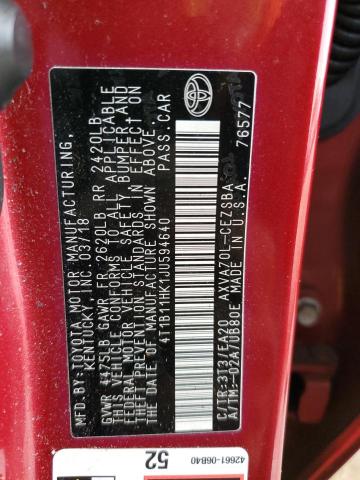 MFD.BY:TOYOTA MOTOR MANUFACTURING,
KENTUCKY, INC. 03/18
GVWR 4475LB GAWR FR 2620LB RR 2420LB
THIS VEHICLE CONFORMS TO ALL APPLICABLE
FEDERAL MOTOR VEHICLE SAFETY, BUMPER, AND
THEFT PREVENTION STANDARDS IN EFFECT ON
THE DATE OF MANUFACTURE SHOWN ABOVE.
4T1B11HK1JU594640 PASS.CAR
C/TR:3T3/EA20 AXVA70L-CEZSBA
A/TM:-02A/UB80E 76577
52
42661-06B40